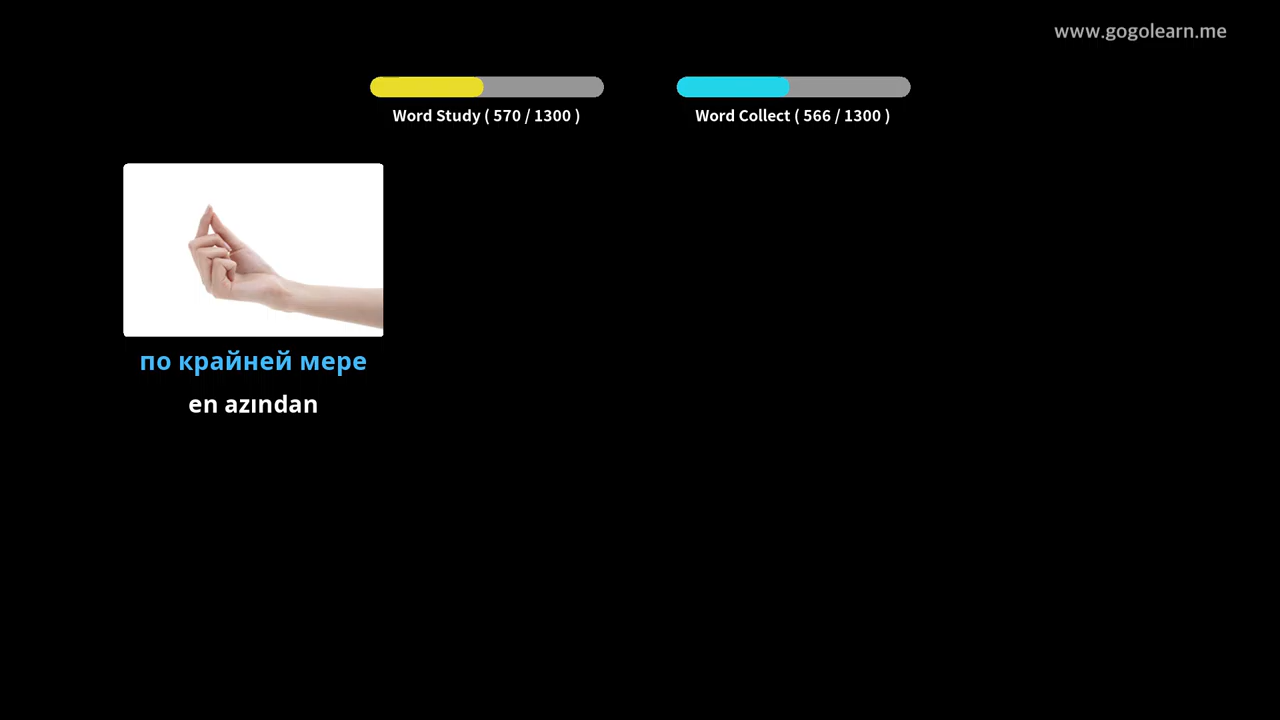 www.gogolearn.me
Word Study ( 570 / 1300 )
Word Collect ( 566 / 1300 )
по крайней мере
en azından